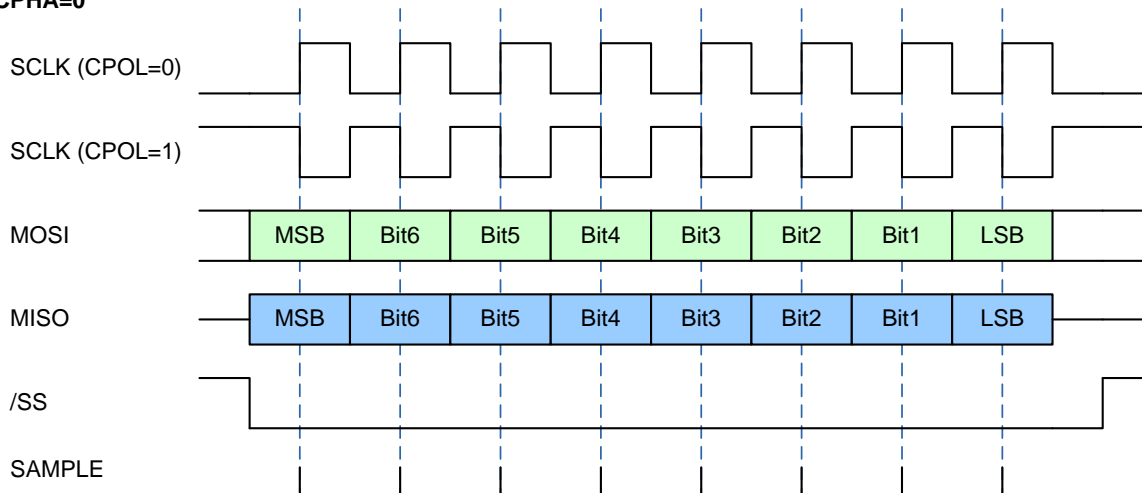 CPHA=0
SCLK (CPOL=0)
SCLK (CPOL=1)
MOSI MSB Bit6 Bit5 Bit4 Bit3 Bit2 Bit1 LSB
MISO MSB Bit6 Bit5 Bit4 Bit3 Bit2 Bit1 LSB
/SS
SAMPLE